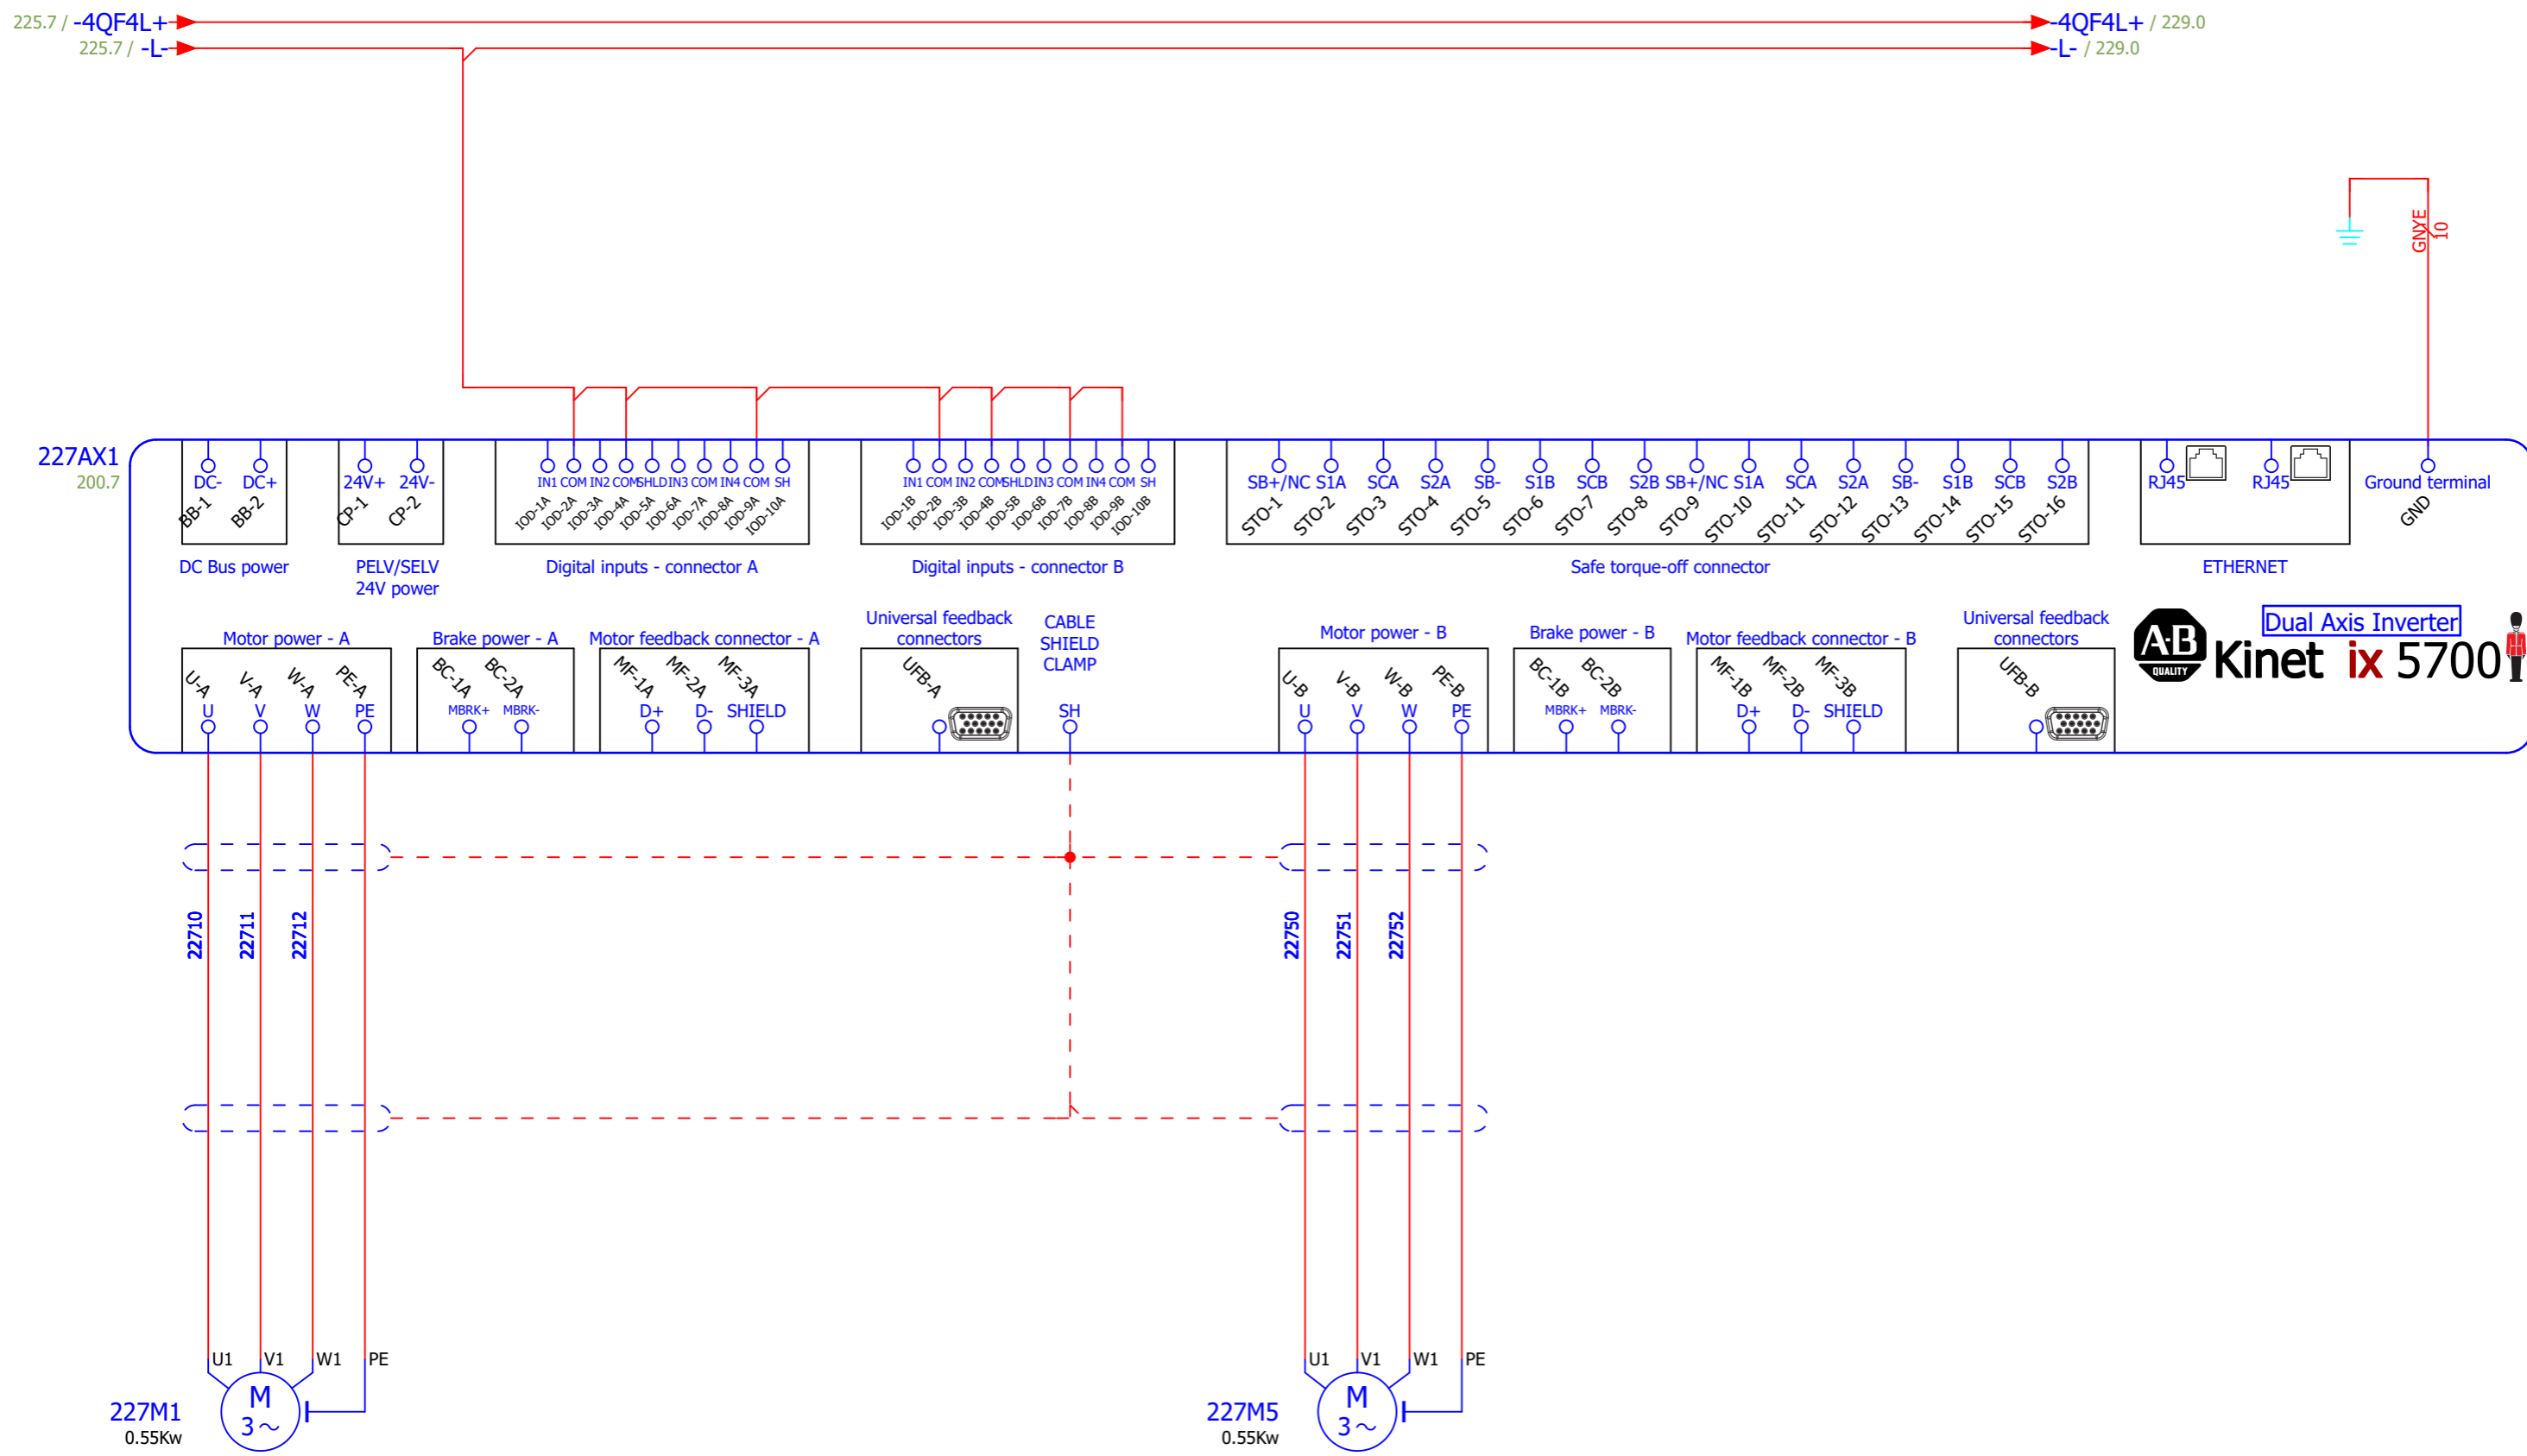 225.7 / -4QF4L+ -4QF4L+ / 229.0
225.7 / -L- -L- / 229.0
GNYE
10
227AX1
200.7
DC- DC+
BB-1 BB-2
DC Bus power
24V+ 24V-
CP-1 CP-2
PELV/SELV
24V power
IN1 COM IN2 COM SHLD IN3 COM IN4 COM SH
IOD-1A IOD-2A IOD-3A IOD-4A IOD-5A IOD-6A IOD-7A IOD-8A IOD-9A IOD-10A
Digital inputs - connector A
IN1 COM IN2 COM SHLD IN3 COM IN4 COM SH
IOD-1B IOD-2B IOD-3B IOD-4B IOD-5B IOD-6B IOD-7B IOD-8B IOD-9B IOD-10B
Digital inputs - connector B
SB+/NC S1A SCA S2A SB- S1B SCB S2B SB+/NC S1A SCA S2A SB- S1B SCB S2B
STO-1 STO-2 STO-3 STO-4 STO-5 STO-6 STO-7 STO-8 STO-9 STO-10 STO-11 STO-12 STO-13 STO-14 STO-15 STO-16
Safe torque-off connector
RJ45 RJ45
ETHERNET
Ground terminal
GND
Motor power - A
U-A V-A W-A PE-A
U V W PE
Brake power - A
BC-1A BC-2A
MBRK+ MBRK-
Motor feedback connector - A
MF-1A MF-2A MF-3A
D+ D- SHIELD
Universal feedback
connectors
UFB-A
CABLE
SHIELD
CLAMP
SH
Motor power - B
U-B V-B W-B PE-B
U V W PE
Brake power - B
BC-1B BC-2B
MBRK+ MBRK-
Motor feedback connector - B
MF-1B MF-2B MF-3B
D+ D- SHIELD
Universal feedback
connectors
UFB-B
A-B
QUALITY
Dual Axis Inverter
Kinet ix 5700
22710 22711 22712
22750 22751 22752
U1 V1 W1 PE
M
3~
227M1
0.55Kw
U1 V1 W1 PE
M
3~
227M5
0.55Kw